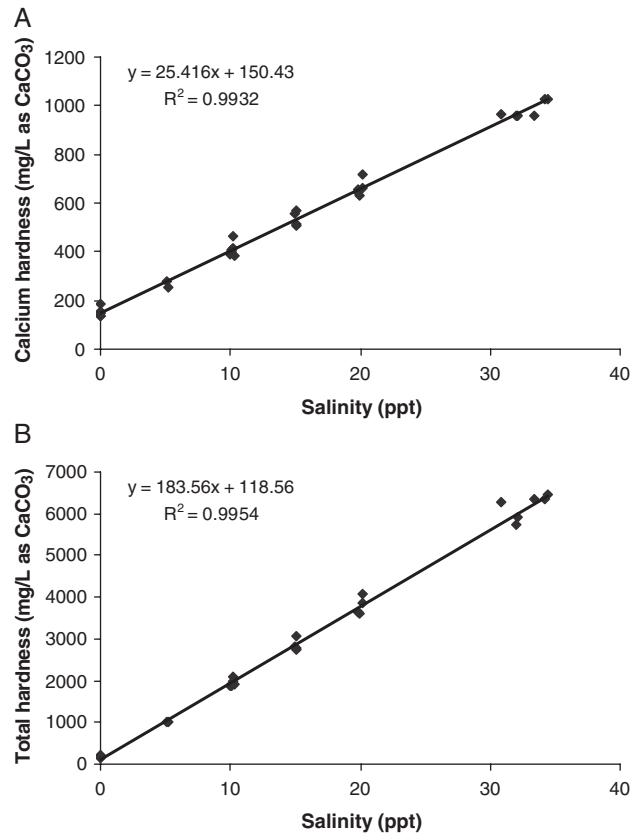 A
y = 25.416x + 150.43
R² = 0.9932
Calcium hardness (mg/L as CaCO₃)
1200
1000
800
600
400
200
0
0 10 20 30 40
Salinity (ppt)
B
y = 183.56x + 118.56
R² = 0.9954
Total hardness (mg/L as CaCO₃)
7000
6000
5000
4000
3000
2000
1000
0
0 10 20 30 40
Salinity (ppt)